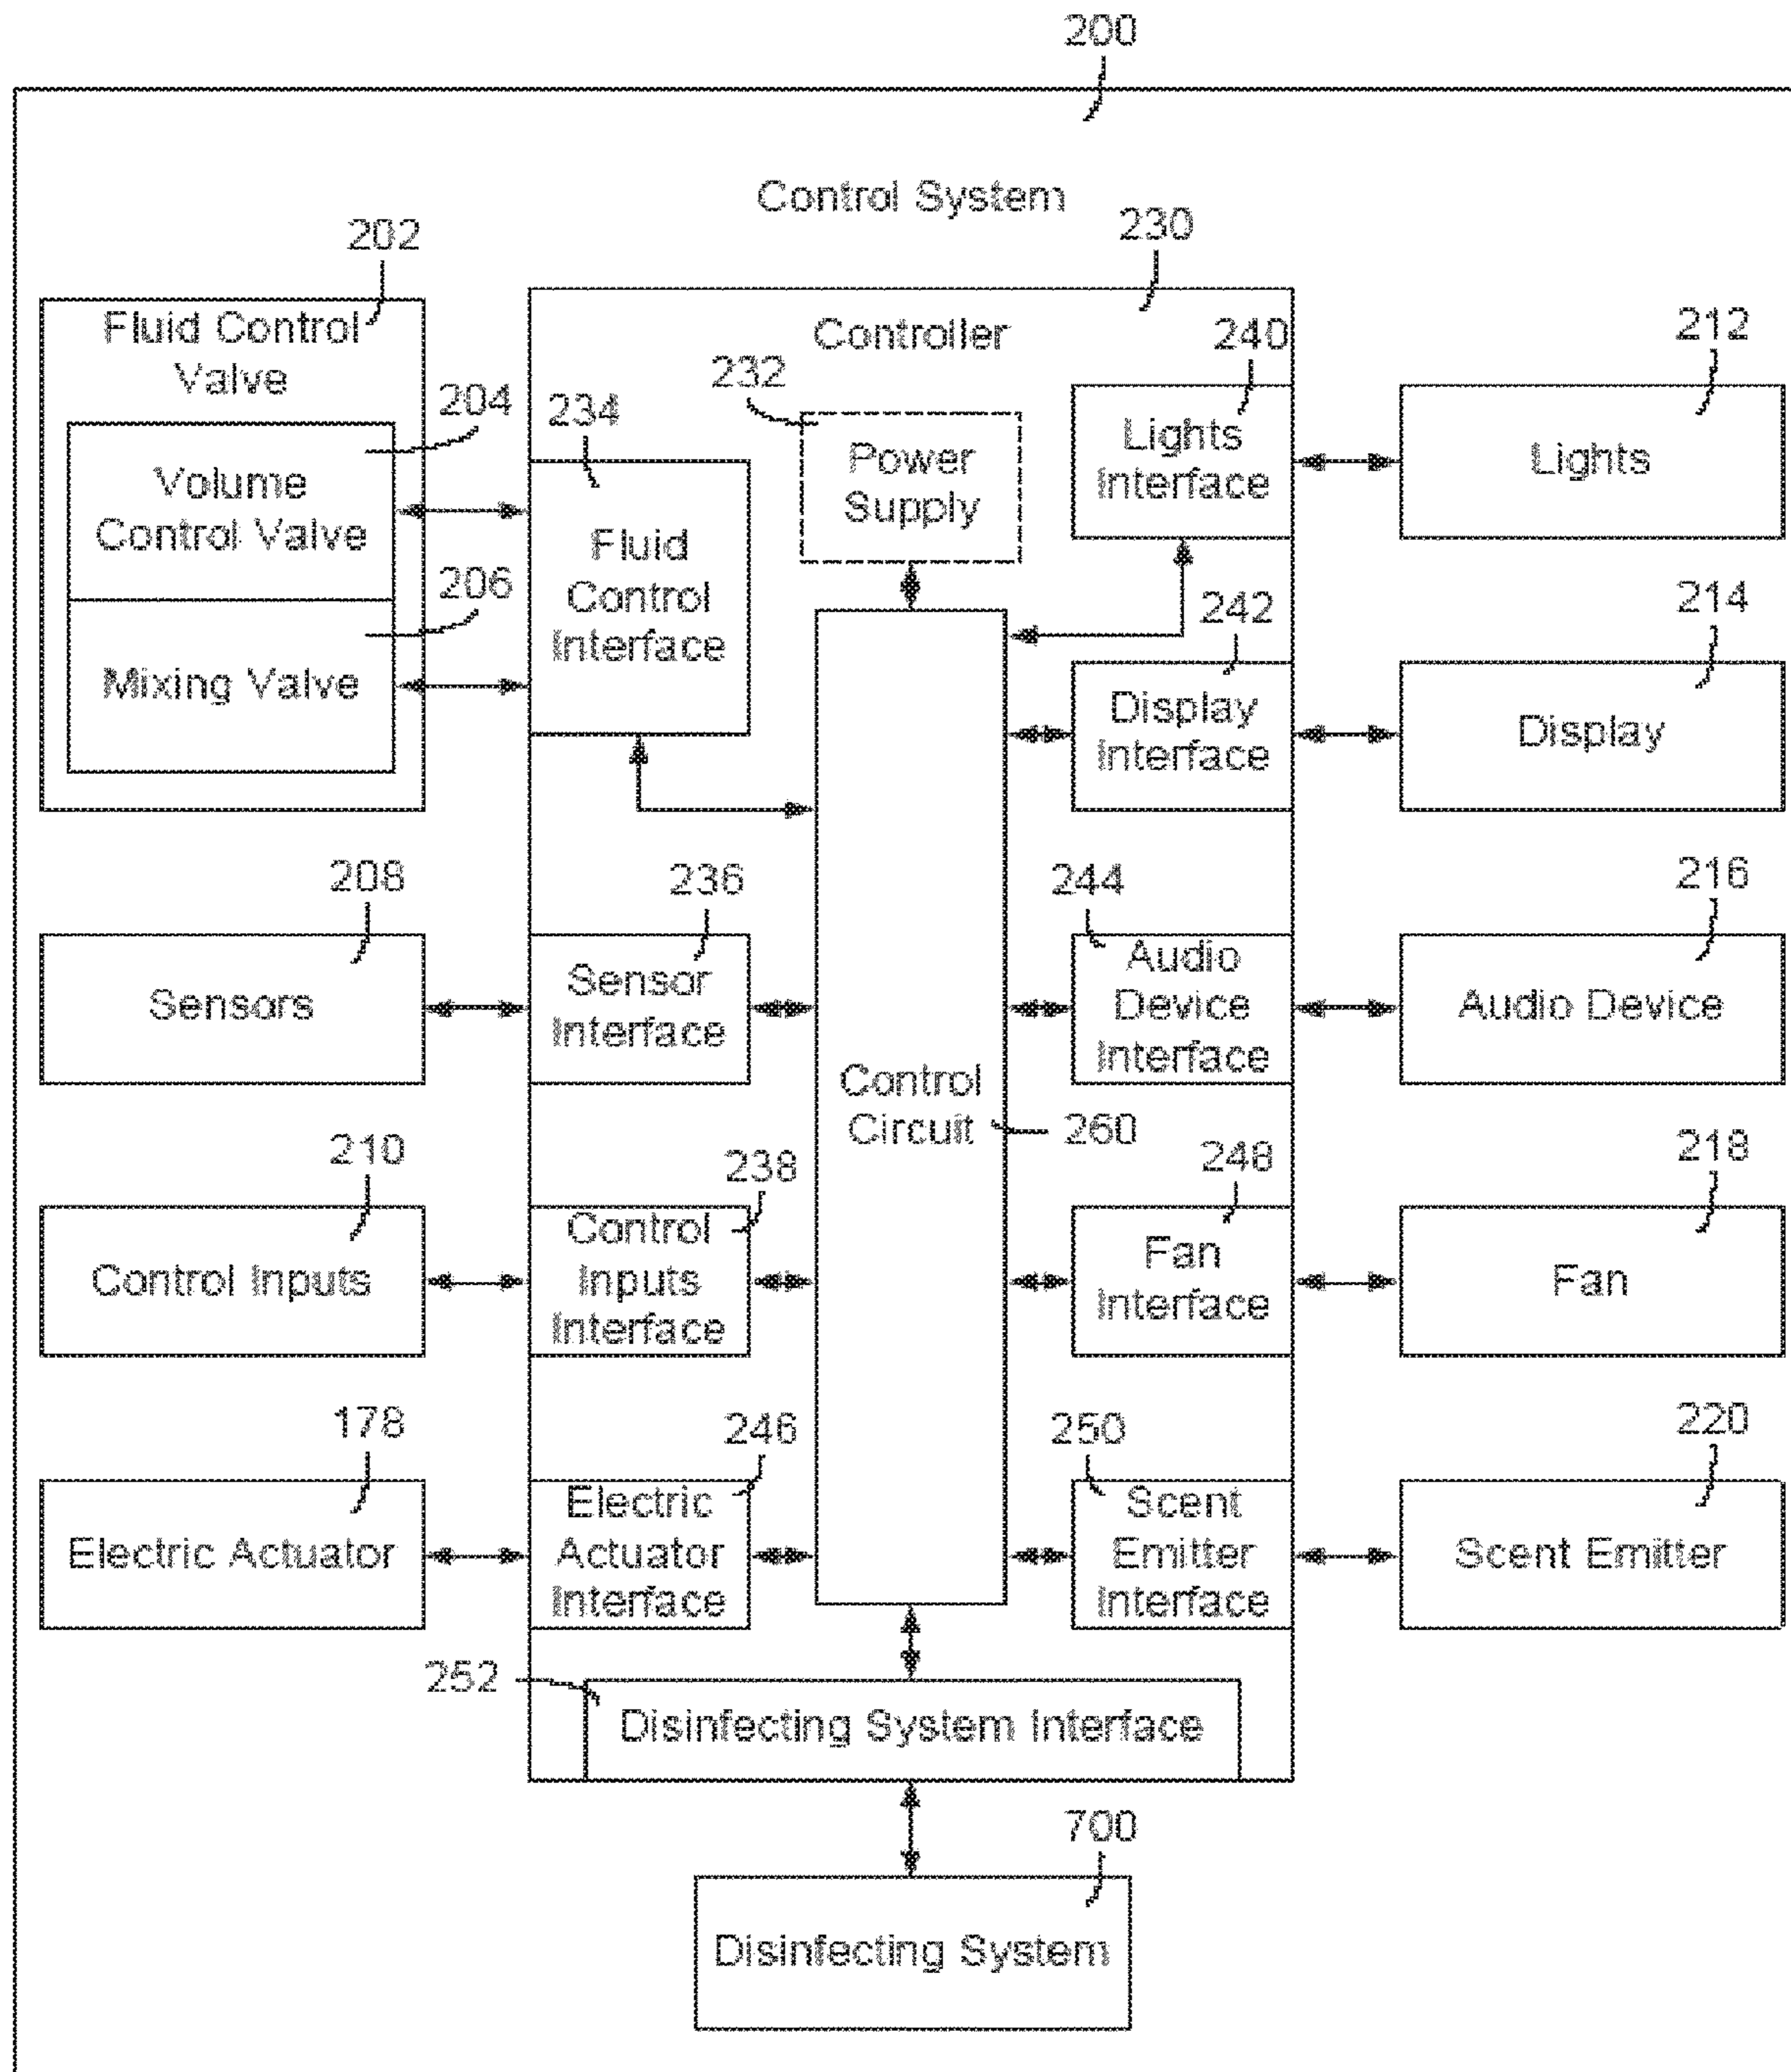 200
Control System
202
230
Fluid Control
Valve
Controller
240
212
232
204
234
Lights
Interface
Power
Supply
Lights
Volume
Control Valve
Fluid
Control
Interface
206
242
214
Mixing Valve
Display
Interface
Display
208
236
244
216
Sensors
Sensor
Interface
Audio
Device
Interface
Audio Device
Control
Circuit
260
210
238
248
218
Control Inputs
Control
Inputs
Interface
Fan
Interface
Fan
178
246
250
220
Electric Actuator
Electric
Actuator
Interface
Scent
Emitter
Interface
Scent Emitter
252
Disinfecting System Interface
700
Disinfecting System